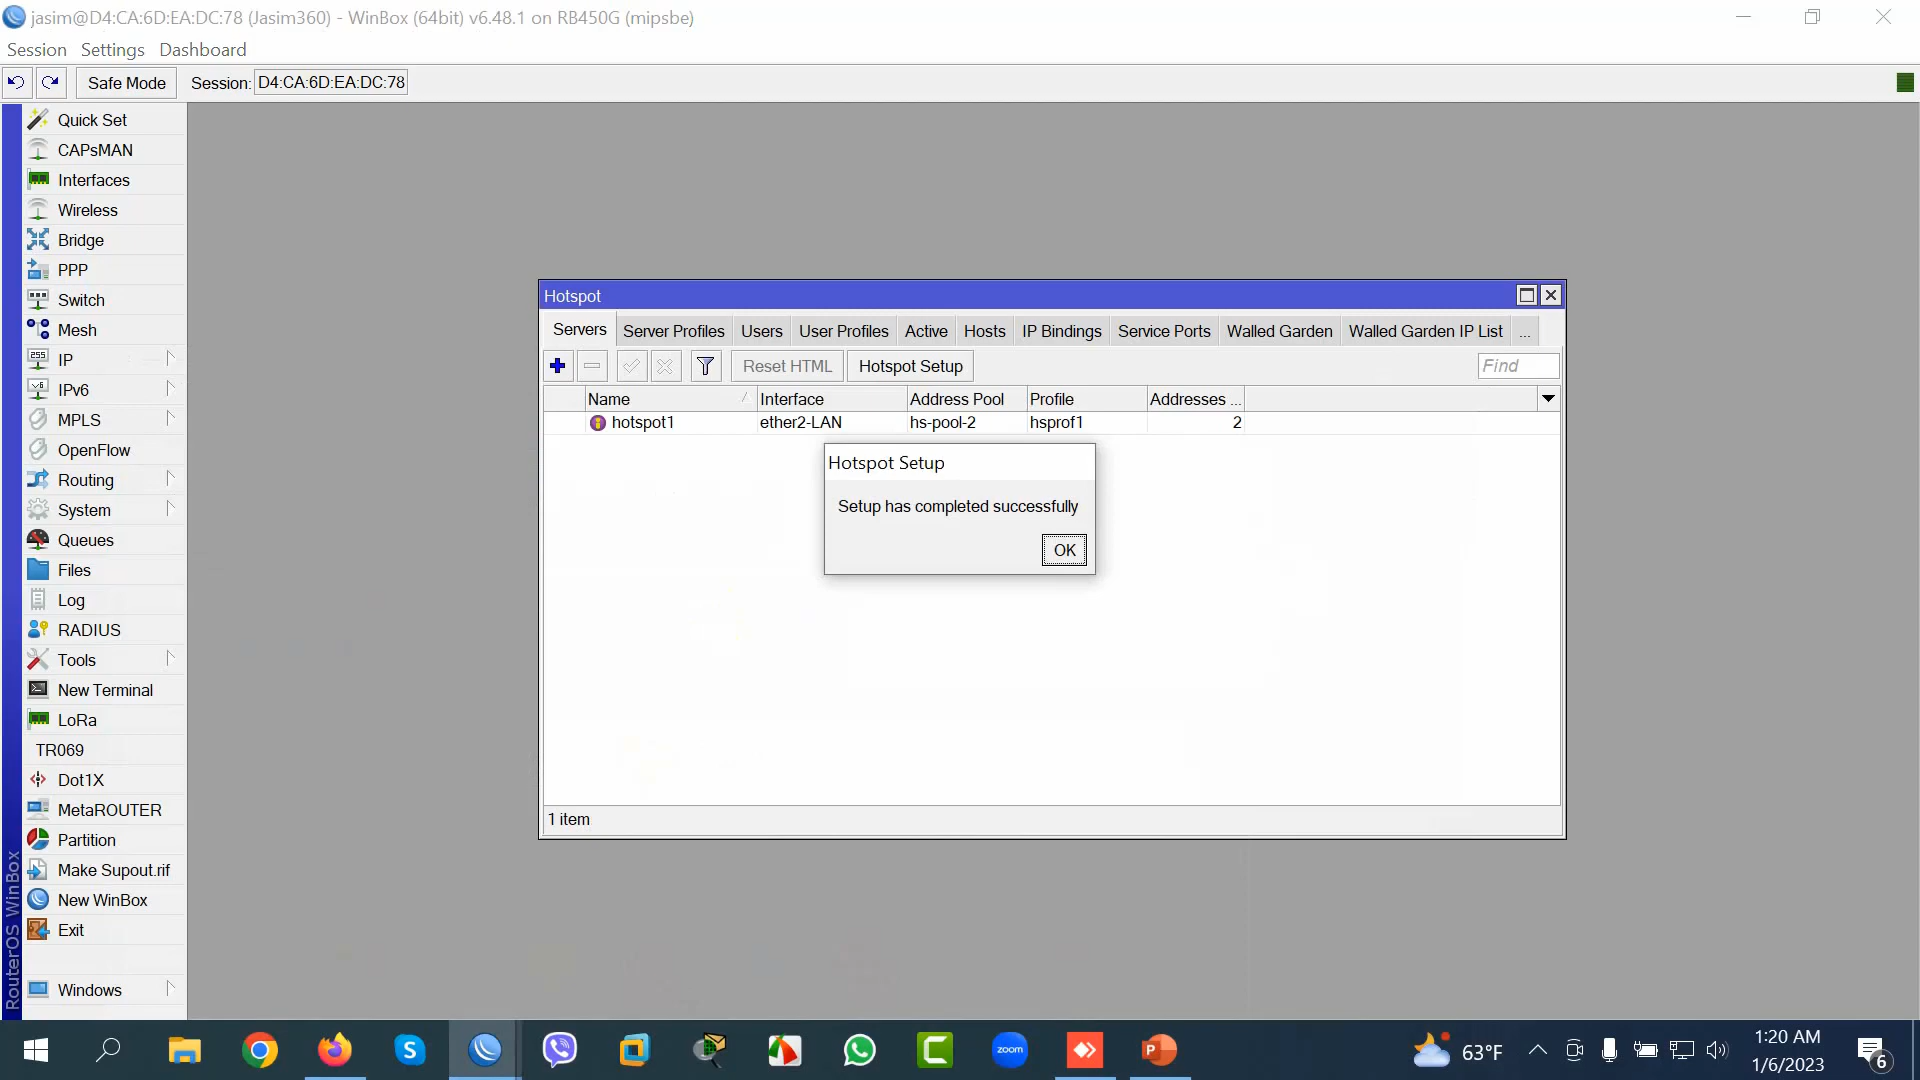 jasim@D4:CA:6D:EA:DC:78 (Jasim360) - WinBox (64bit) v6.48.1 on RB450G (mipsbe)
Session Settings Dashboard
Safe Mode Session: D4:CA:6D:EA:DC:78
Quick Set
CAPsMAN
Interfaces
Wireless
Bridge
PPP
Switch
Mesh
255 IP
v6 IPv6
MPLS
OpenFlow
Routing
System
Queues
Files
Log
RADIUS
Tools
New Terminal
LoRa
TR069
Dot1X
MetaROUTER
Partition
Make Supout.rif
New WinBox
Exit
Windows
RouterOS WinBox
Hotspot
Servers Server Profiles Users User Profiles Active Hosts IP Bindings Service Ports Walled Garden Walled Garden IP List ...
Reset HTML Hotspot Setup Find
Name Interface Address Pool Profile Addresses ...
hotspot1 ether2-LAN hs-pool-2 hsprof1 2
Hotspot Setup
Setup has completed successfully
OK
1 item
S zoom P 63°F 1:20 AM
1/6/2023
6